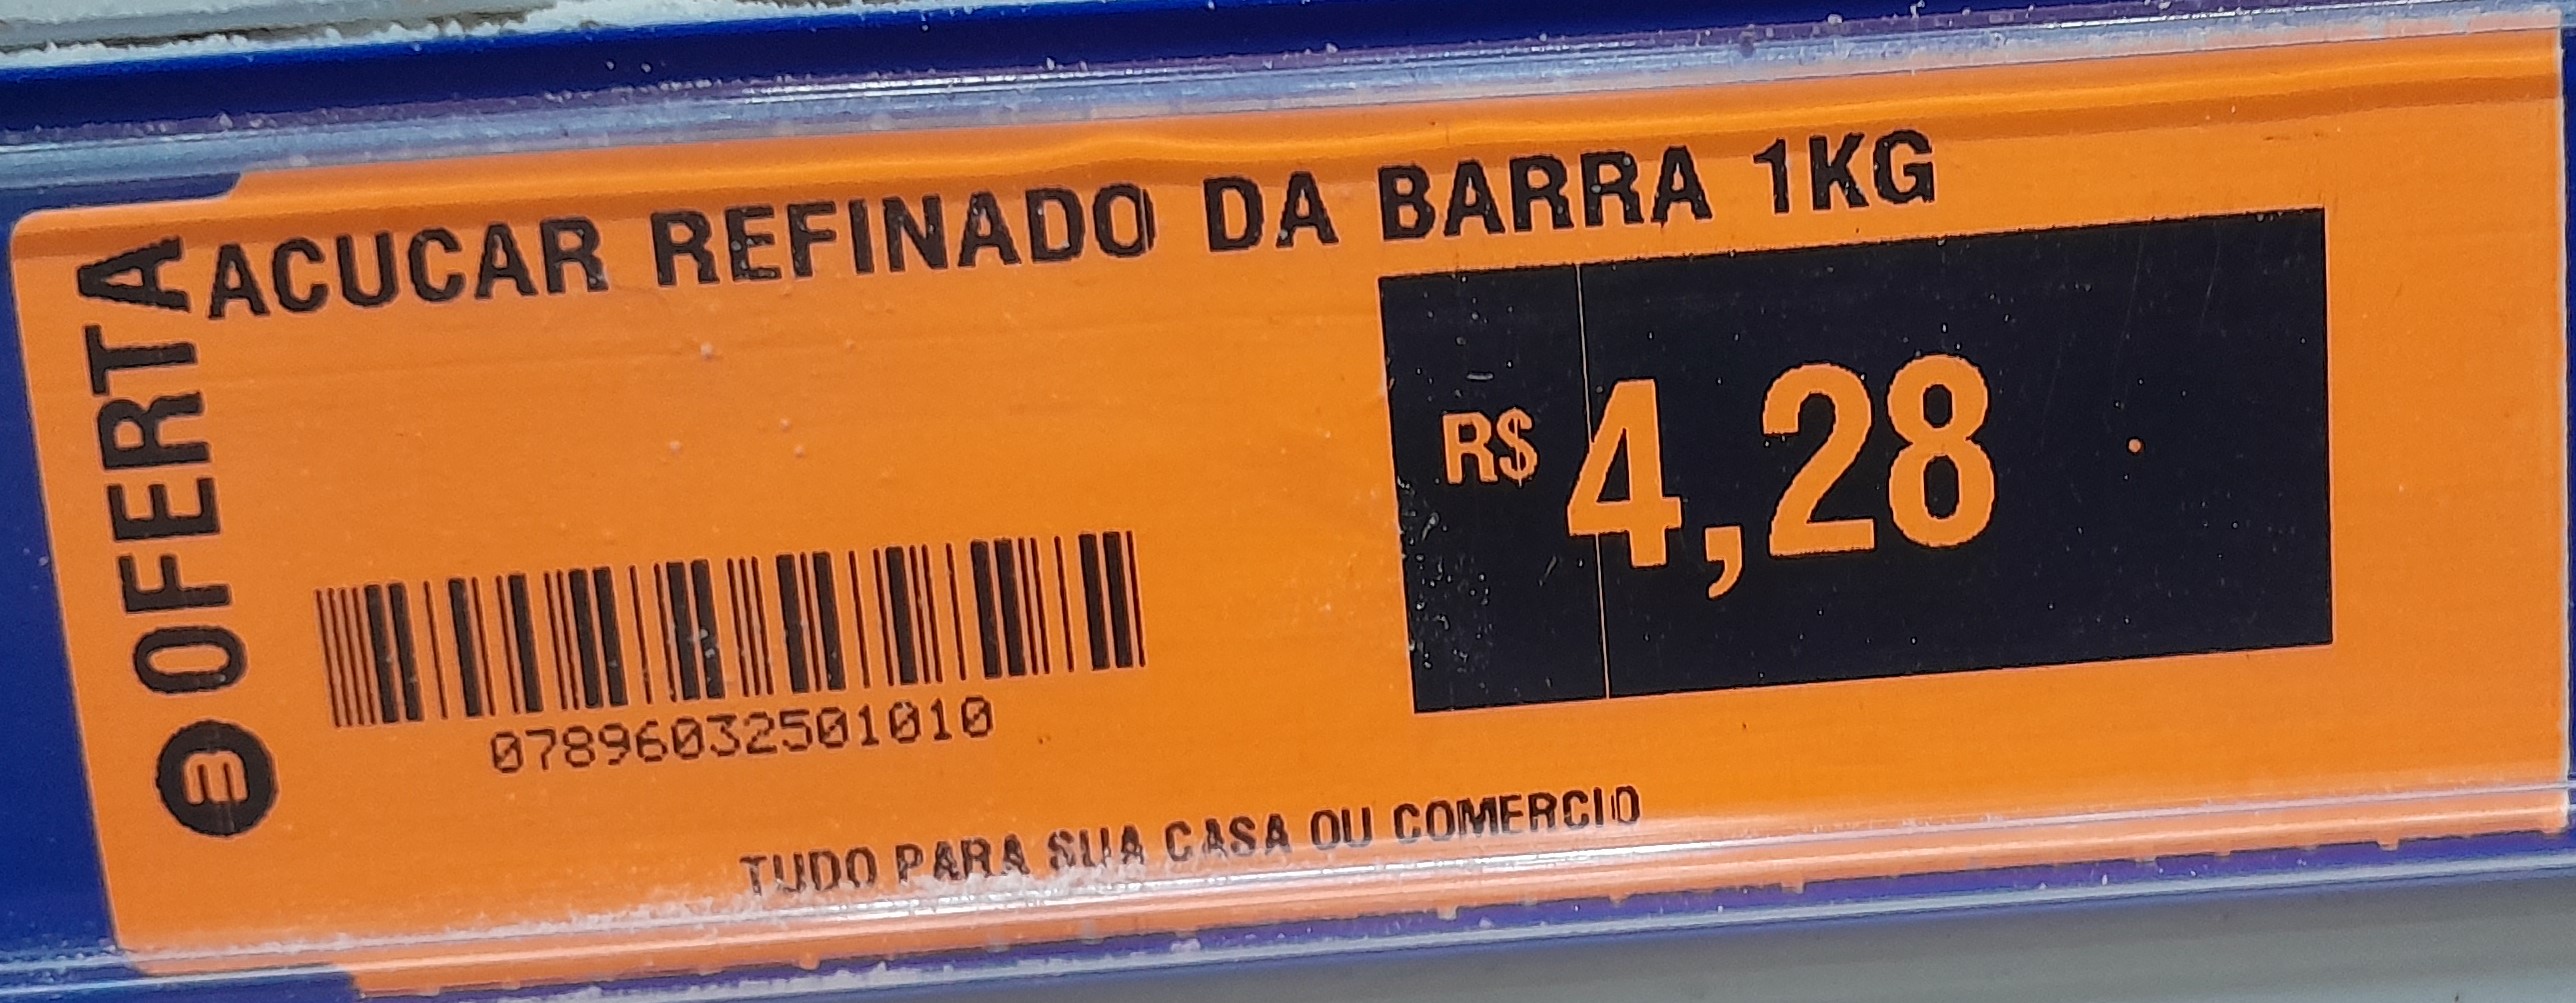 OFERTA
ACUCAR REFINADO DA BARRA 1KG
R$ 4,28
07896032501010
TUDO PARA SUA CASA OU COMERCIO